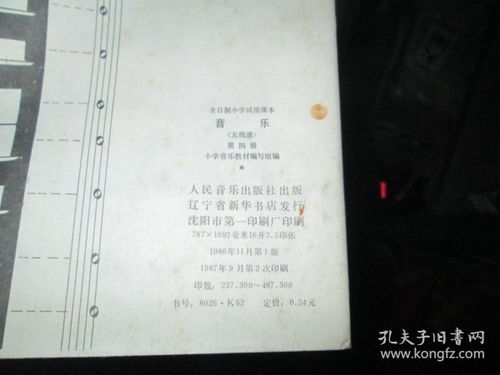 全日制小学试用课本
音 乐
(五线谱)
第四册
小学音乐教材编写组编
*
人民音乐出版社出版
辽宁省新华书店发行
沈阳市第一印刷厂印刷
787×1092毫米16开2.5印张
1986年11月第1版
1987年9月第2次印刷
印数:237,300～487,300
书号:8026·K62 定价:0.54元
孔夫子旧书网
www.kongfz.com